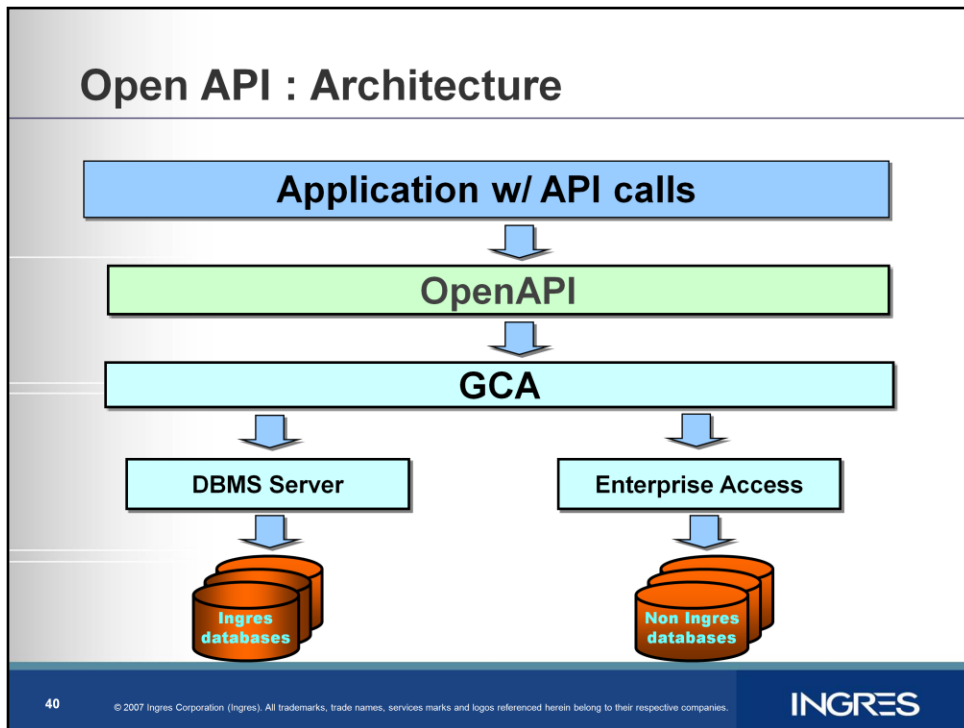 Open API : Architecture
Application w/ API calls
OpenAPI
GCA
DBMS Server
Enterprise Access
Ingres
databases
Non Ingres
databases
40
© 2007 Ingres Corporation (Ingres). All trademarks, trade names, services marks and logos referenced herein belong to their respective companies.
INGRES